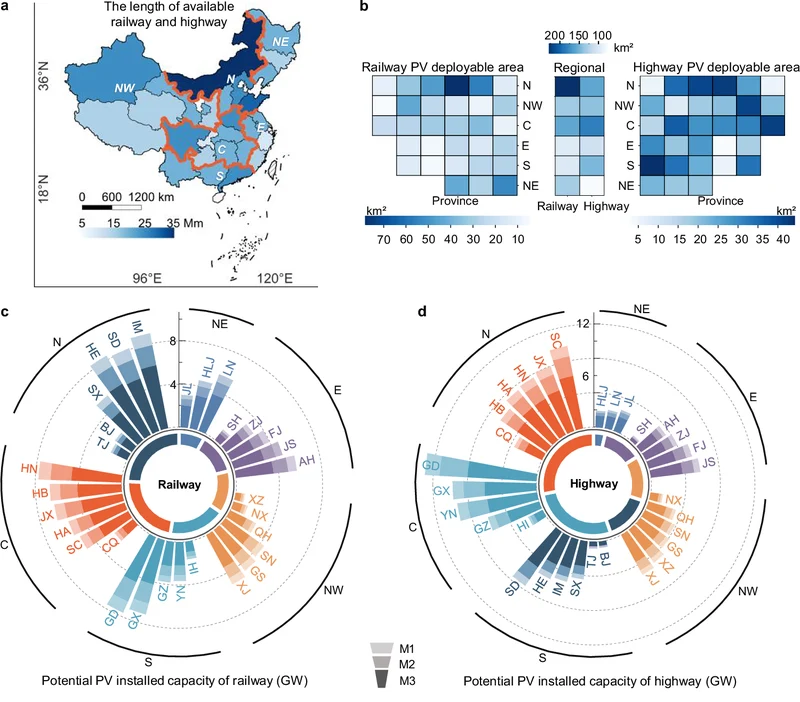 a
The length of available
railway and highway
36°N
18°N
NE
NW
N
E
C
S
0 600 1200 km
5 15 25 35 Mm
96°E 120°E
b
200 150 100 km²
Railway PV deployable area
Regional
Highway PV deployable area
N
NW
C
E
S
NE
N
NW
C
E
S
NE
Province
Railway Highway
Province
km²
70 60 50 40 30 20 10
km²
5 10 15 20 25 30 35 40
c
N
NE
E
NW
S
C
8
4
IM
SD
HE
SX
BJ
TJ
JL
HLJ
LN
SH
ZJ
FJ
JS
AH
XZ
NX
QH
SN
GS
XJ
HI
YN
GZ
GX
GD
CQ
SC
HA
JX
HB
HN
Railway
Potential PV installed capacity of railway (GW)
d
N
NE
E
NW
S
C
12
6
SC
JX
HN
HA
HB
CQ
HLJ
LN
JL
SH
AH
ZJ
FJ
JS
NX
QH
SN
GS
XZ
XJ
BJ
TJ
SX
IM
HE
SD
HI
GZ
YN
GX
GD
Highway
Potential PV installed capacity of highway (GW)
M1
M2
M3